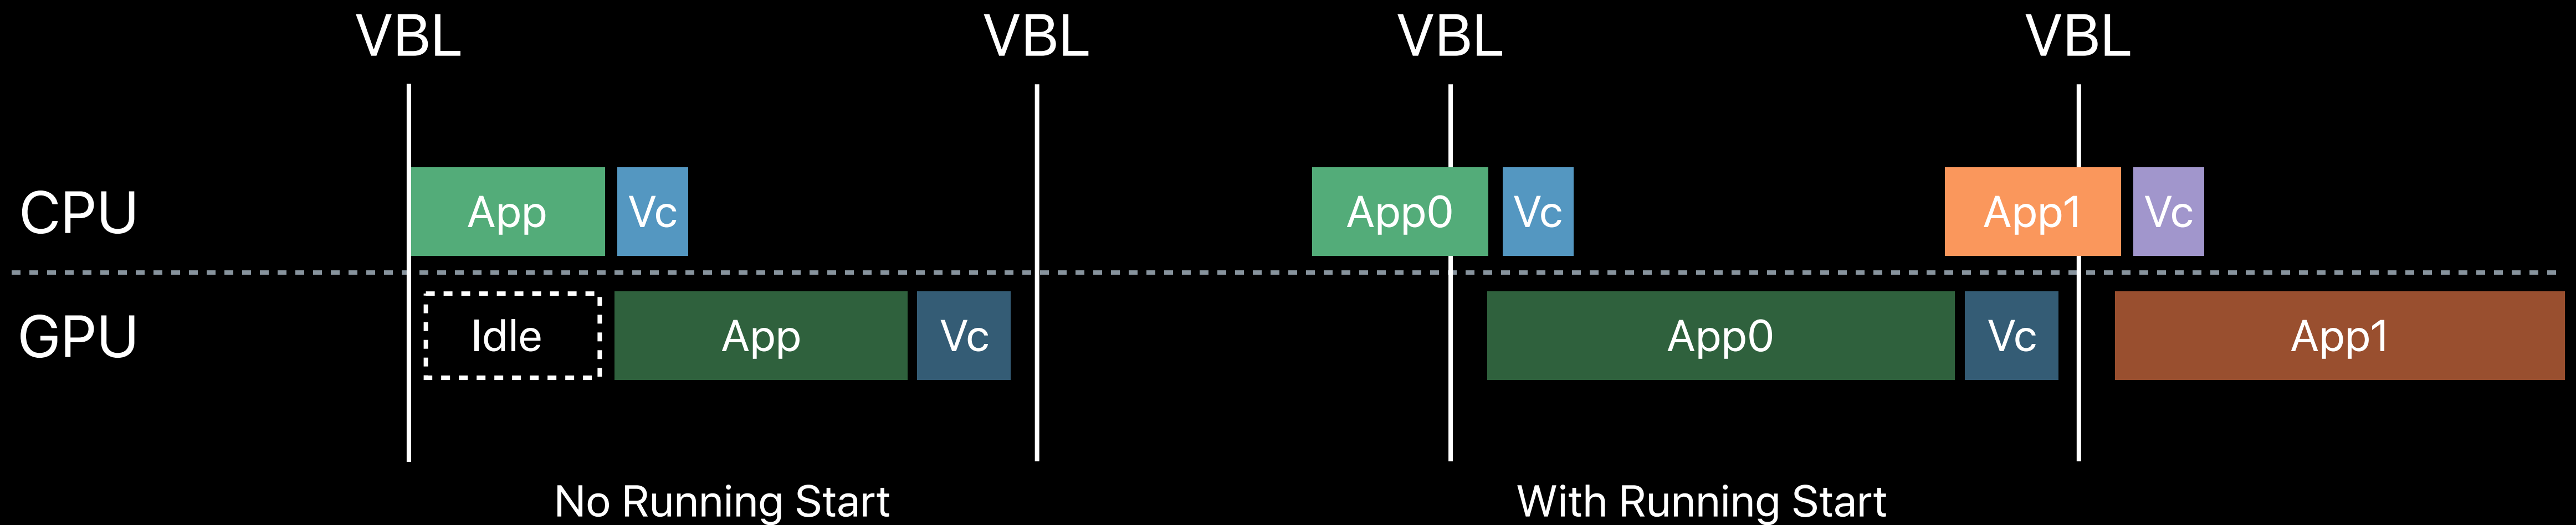 VBL VBL VBL VBL
CPU App Vc App0 Vc App1 Vc
GPU Idle App Vc App0 Vc App1
No Running Start With Running Start